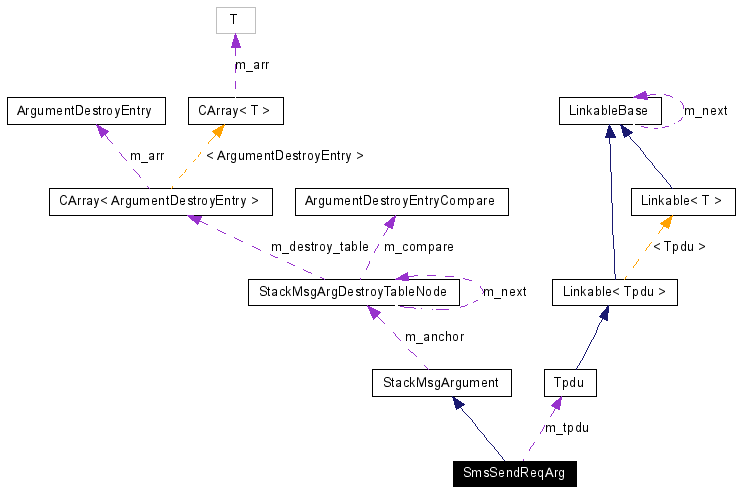 T
m_arr
ArgumentDestroyEntry
CArray< T >
LinkableBase
m_next
m_arr
< ArgumentDestroyEntry >
CArray< ArgumentDestroyEntry >
ArgumentDestroyEntryCompare
Linkable< T >
m_destroy_table
m_compare
< Tpdu >
StackMsgArgDestroyTableNode
m_next
Linkable< Tpdu >
m_anchor
StackMsgArgument
Tpdu
m_tpdu
SmsSendReqArg